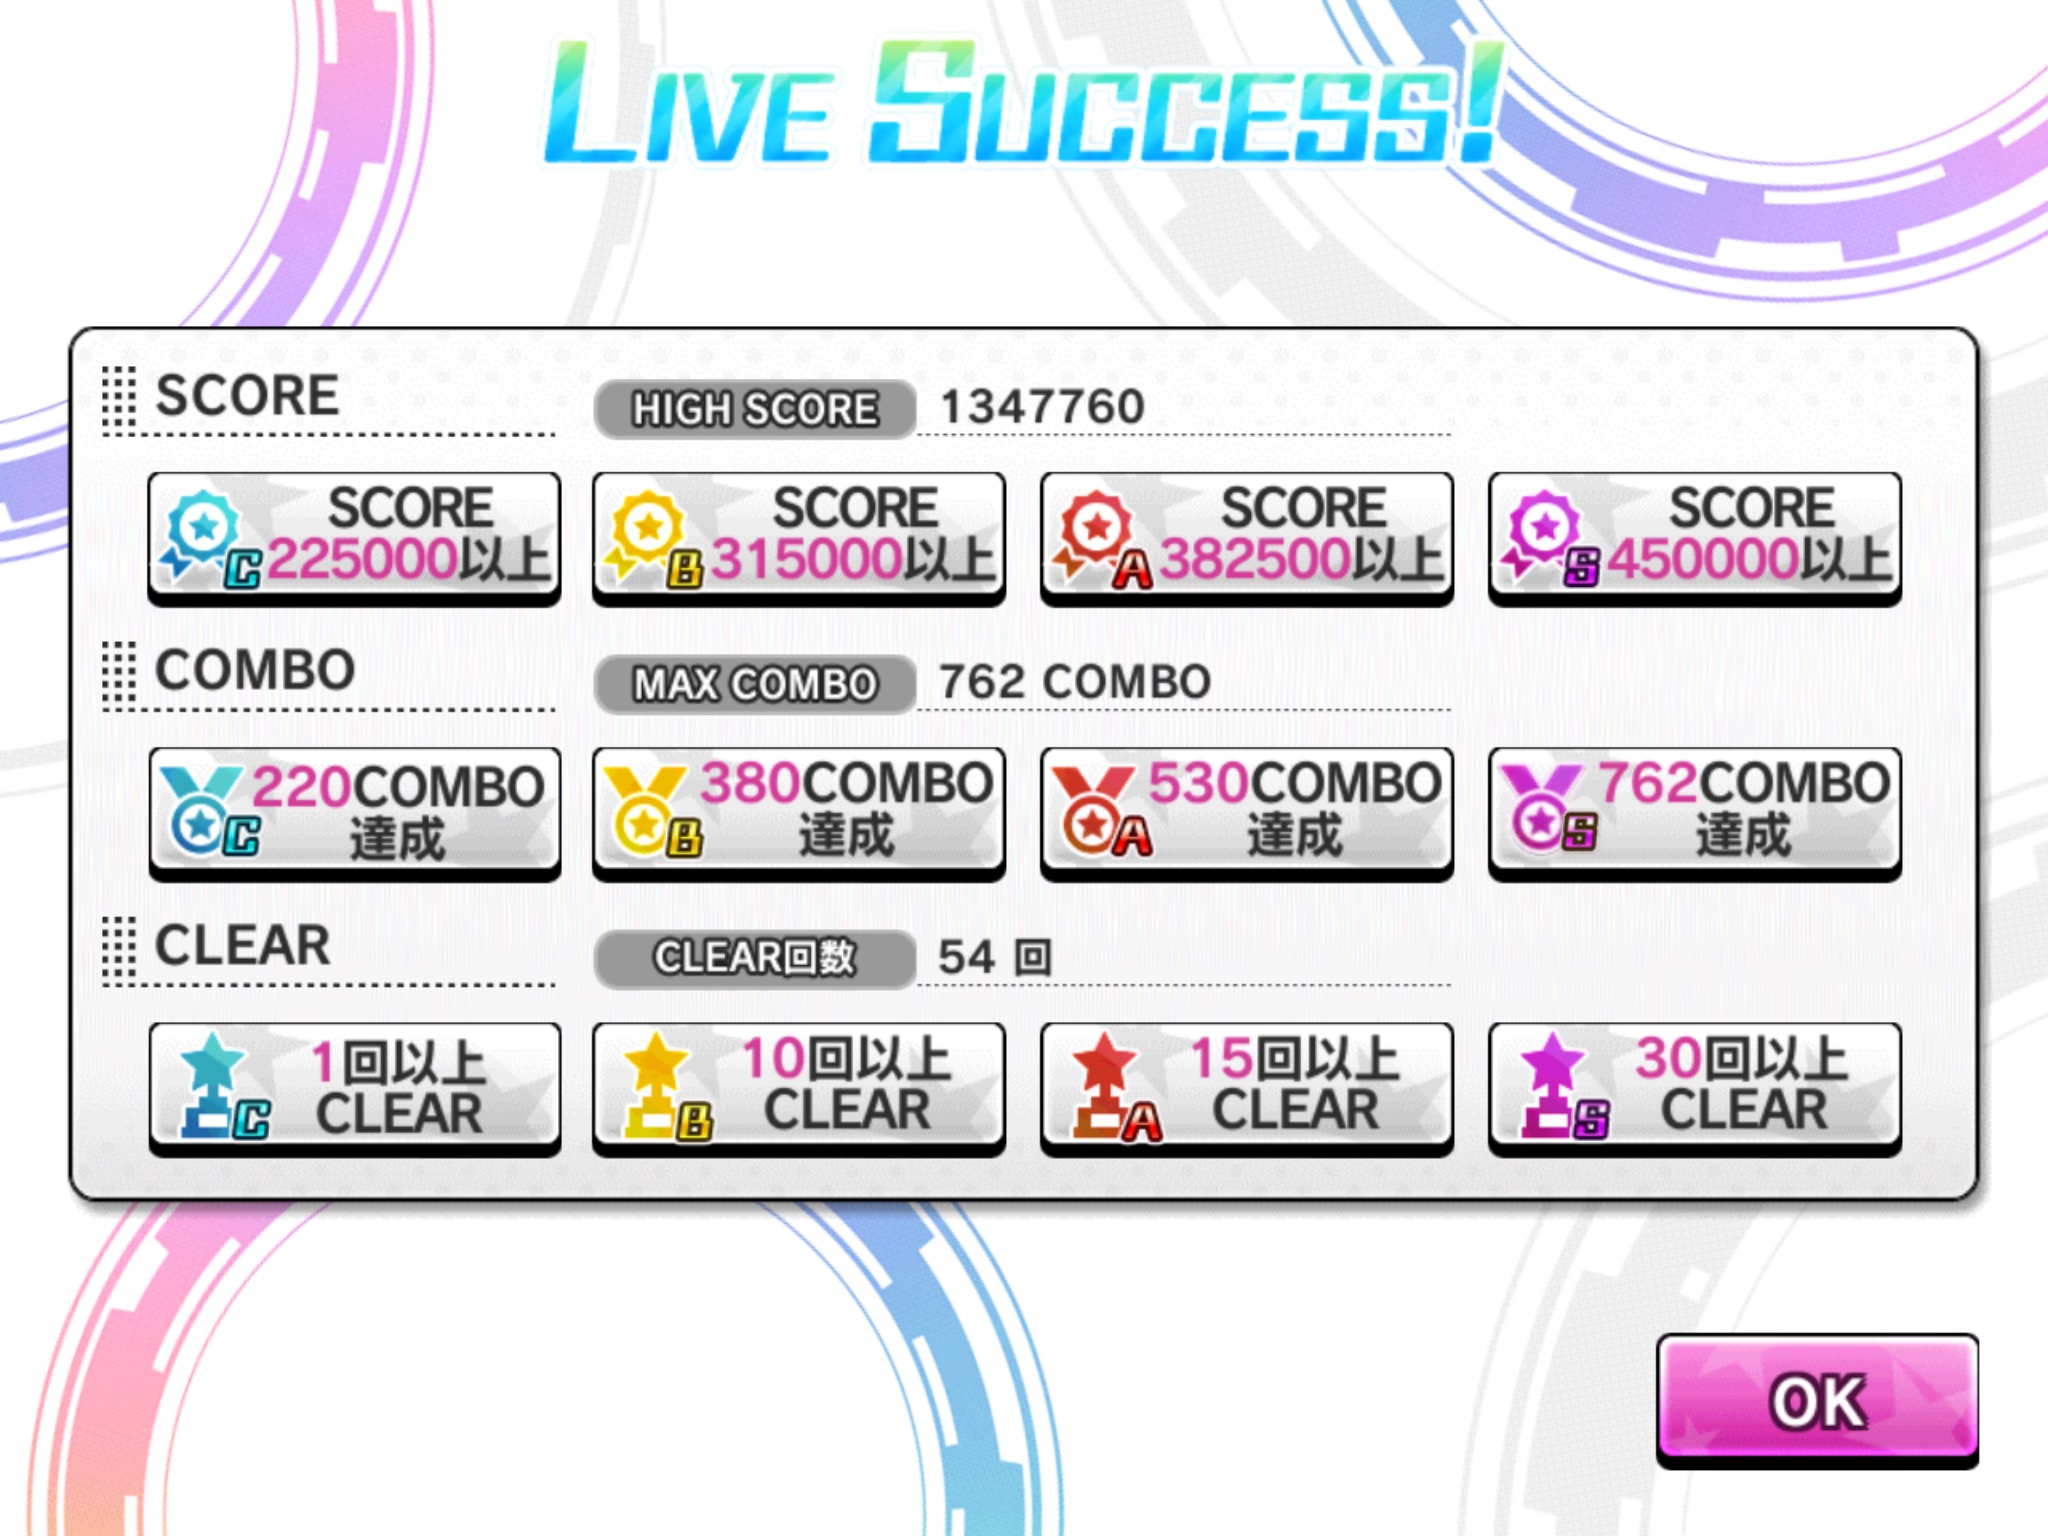 LIVE SUCCESS!
SCORE
HIGH SCORE 1347760
C SCORE 225000以上
B SCORE 315000以上
A SCORE 382500以上
S SCORE 450000以上
COMBO
MAX COMBO 762 COMBO
C 220COMBO 達成
B 380COMBO 達成
A 530COMBO 達成
S 762COMBO 達成
CLEAR
CLEAR回数 54 回
C 1回以上 CLEAR
B 10回以上 CLEAR
A 15回以上 CLEAR
S 30回以上 CLEAR
OK